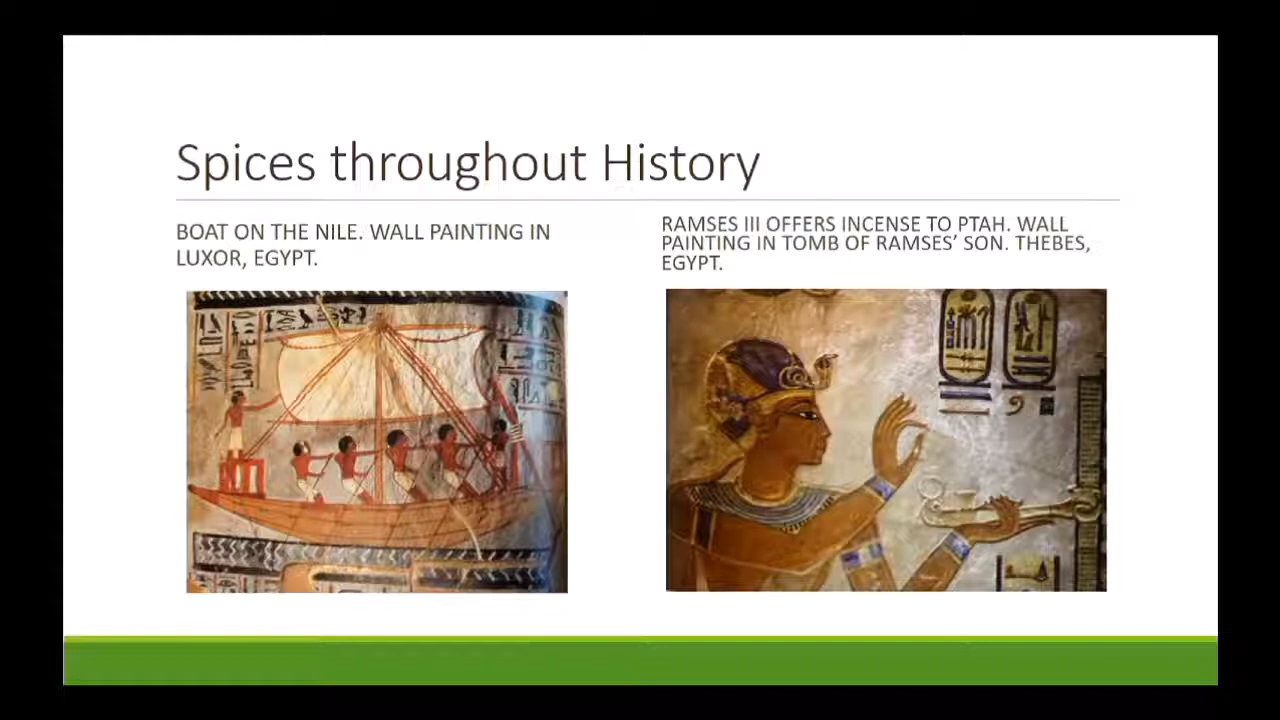 Spices throughout History
BOAT ON THE NILE. WALL PAINTING IN
LUXOR, EGYPT.
RAMSES III OFFERS INCENSE TO PTAH. WALL
PAINTING IN TOMB OF RAMSES’ SON. THEBES,
EGYPT.